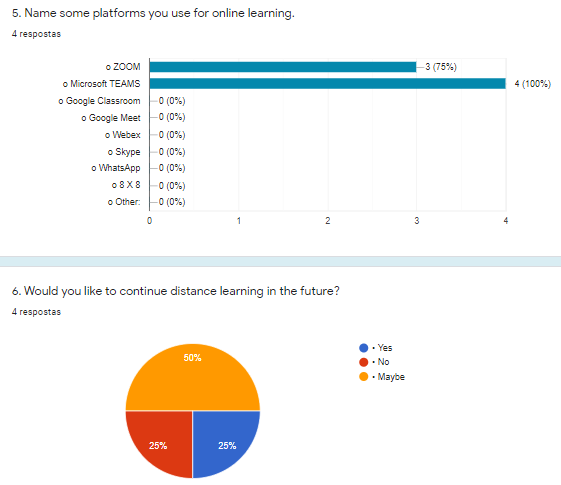 5. Name some platforms you use for online learning.
4 respostas
o ZOOM
3 (75%)
o Microsoft TEAMS
4 (100%)
o Google Classroom
0 (0%)
o Google Meet
0 (0%)
o Webex
0 (0%)
o Skype
0 (0%)
o WhatsApp
0 (0%)
o 8 X 8
0 (0%)
o Other:
0 (0%)
0 1 2 3 4
6. Would you like to continue distance learning in the future?
4 respostas
• Yes
• No
• Maybe
50%
25%
25%